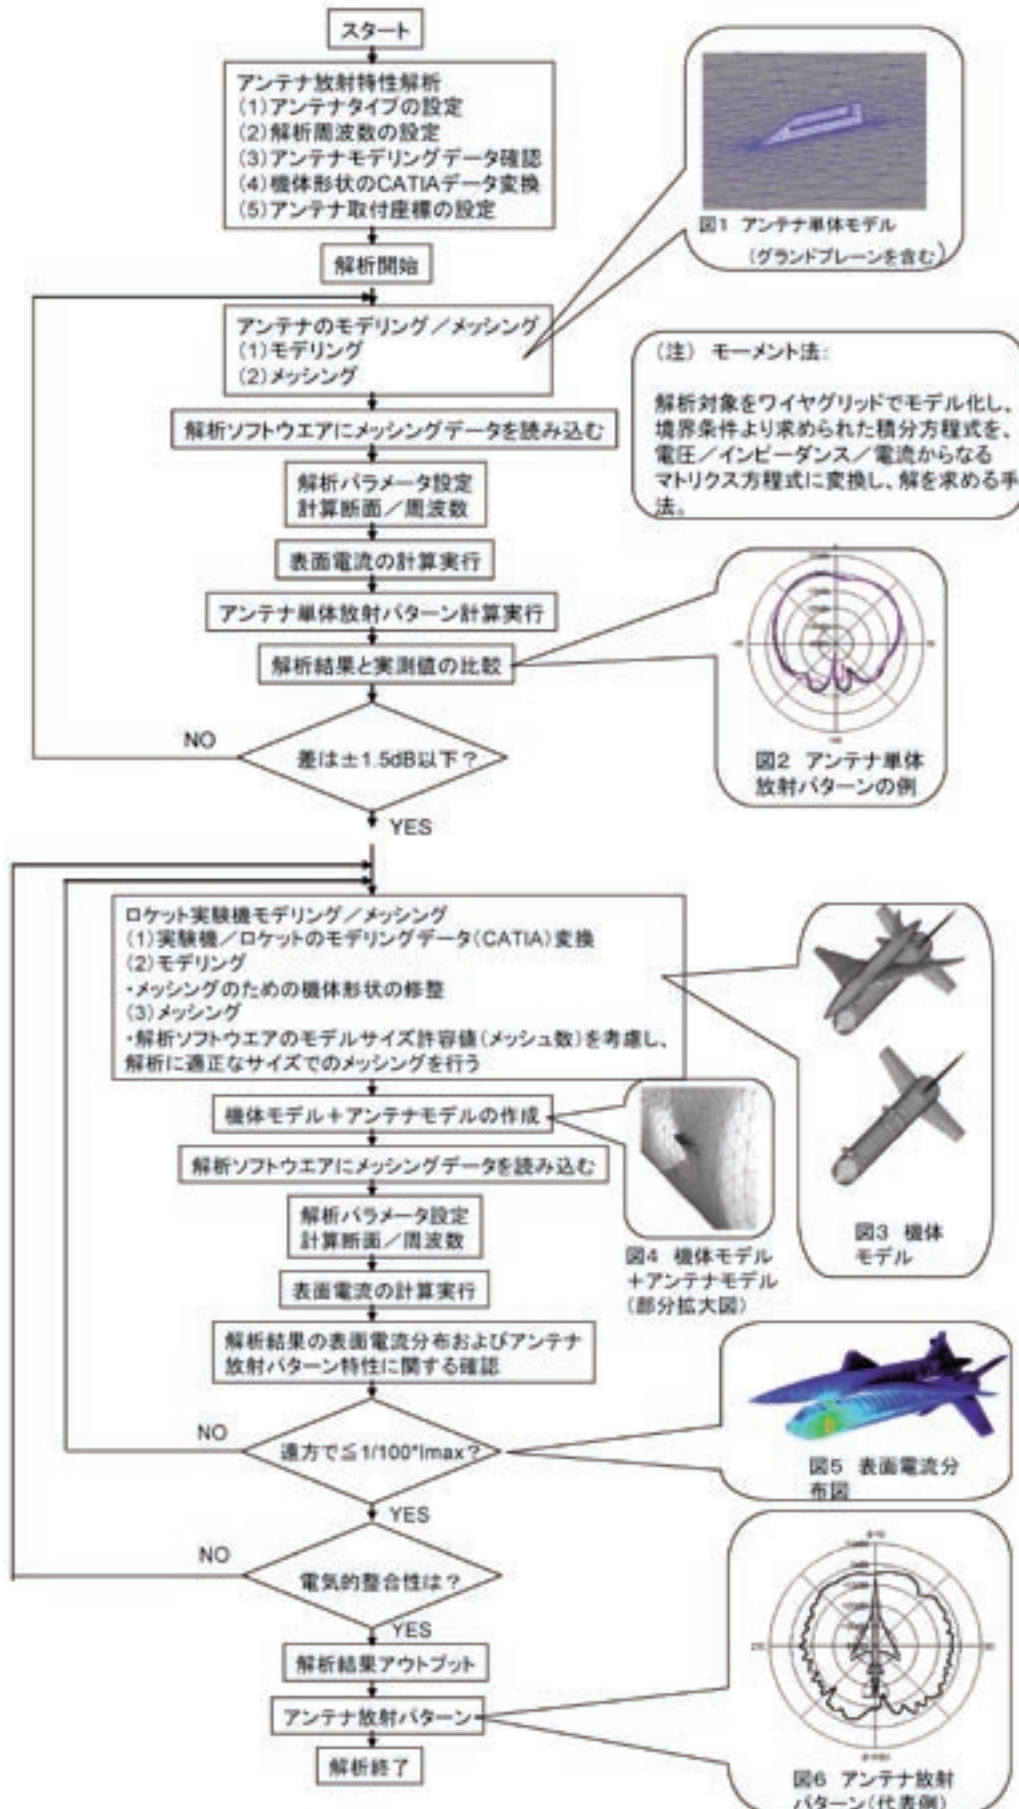 スタート
アンテナ放射特性解析
(1)アンテナタイプの設定
(2)解析周波数の設定
(3)アンテナモデリングデータ確認
(4)機体形状のCATIAデータ変換
(5)アンテナ取付座標の設定
図1 アンテナ単体モデル
(グランドプレーンを含む)
解析開始
アンテナのモデリング／メッシング
(1)モデリング
(2)メッシング
(注) モーメント法:
解析対象をワイヤグリッドでモデル化し、
境界条件より求められた積分方程式を、
電圧／インピーダンス／電流からなる
マトリクス方程式に変換し、解を求める手
法。
解析ソフトウエアにメッシングデータを読み込む
解析パラメータ設定
計算断面／周波数
表面電流の計算実行
アンテナ単体放射パターン計算実行
解析結果と実測値の比較
図2 アンテナ単体
放射パターンの例
NO
差は±1.5dB以下？
YES
ロケット実験機モデリング／メッシング
(1)実験機／ロケットのモデリングデータ(CATIA)変換
(2)モデリング
・メッシングのための機体形状の修整
(3)メッシング
・解析ソフトウエアのモデルサイズ許容値(メッシュ数)を考慮し、
解析に適正なサイズでのメッシングを行う
図3 機体
モデル
機体モデル＋アンテナモデルの作成
図4 機体モデル
＋アンテナモデル
(部分拡大図)
解析ソフトウエアにメッシングデータを読み込む
解析パラメータ設定
計算断面／周波数
表面電流の計算実行
解析結果の表面電流分布およびアンテナ
放射パターン特性に関する確認
NO
遠方で≦1/100*Imax？
図5 表面電流分
布図
YES
NO
電気的整合性は？
YES
解析結果アウトプット
アンテナ放射パターン
解析終了
図6 アンテナ放射
パターン(代表例)